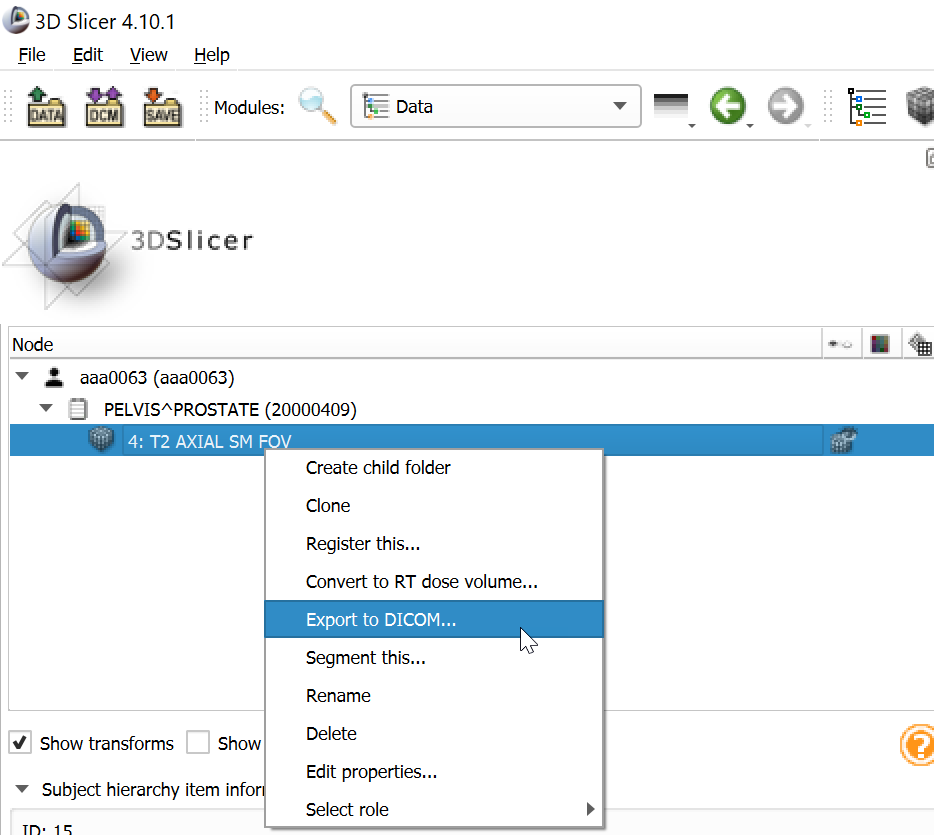 3D Slicer 4.10.1
File Edit View Help
DATA DCM SAVE Modules: Data
3DSlicer
Node
aaa0063 (aaa0063)
PELVIS^PROSTATE (20000409)
4: T2 AXIAL SM FOV
Create child folder
Clone
Register this...
Convert to RT dose volume...
Export to DICOM...
Segment this...
Rename
Delete
Edit properties...
Select role
Show transforms Show
Subject hierarchy item infor
ID: 15